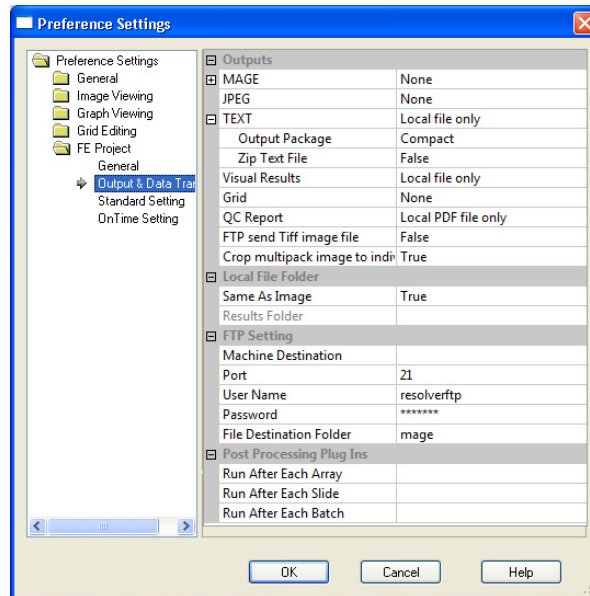 Preference Settings
Preference Settings
General
Image Viewing
Graph Viewing
Grid Editing
FE Project
General
Output & Data Tran
Standard Setting
OnTime Setting
Outputs
MAGE None
JPEG None
TEXT Local file only
Output Package Compact
Zip Text File False
Visual Results Local file only
Grid None
QC Report Local PDF file only
FTP send Tiff image file False
Crop multipack image to indiv True
Local File Folder
Same As Image True
Results Folder
FTP Setting
Machine Destination
Port 21
User Name resolverftp
Password *******
File Destination Folder mage
Post Processing Plug Ins
Run After Each Array
Run After Each Slide
Run After Each Batch
OK Cancel Help